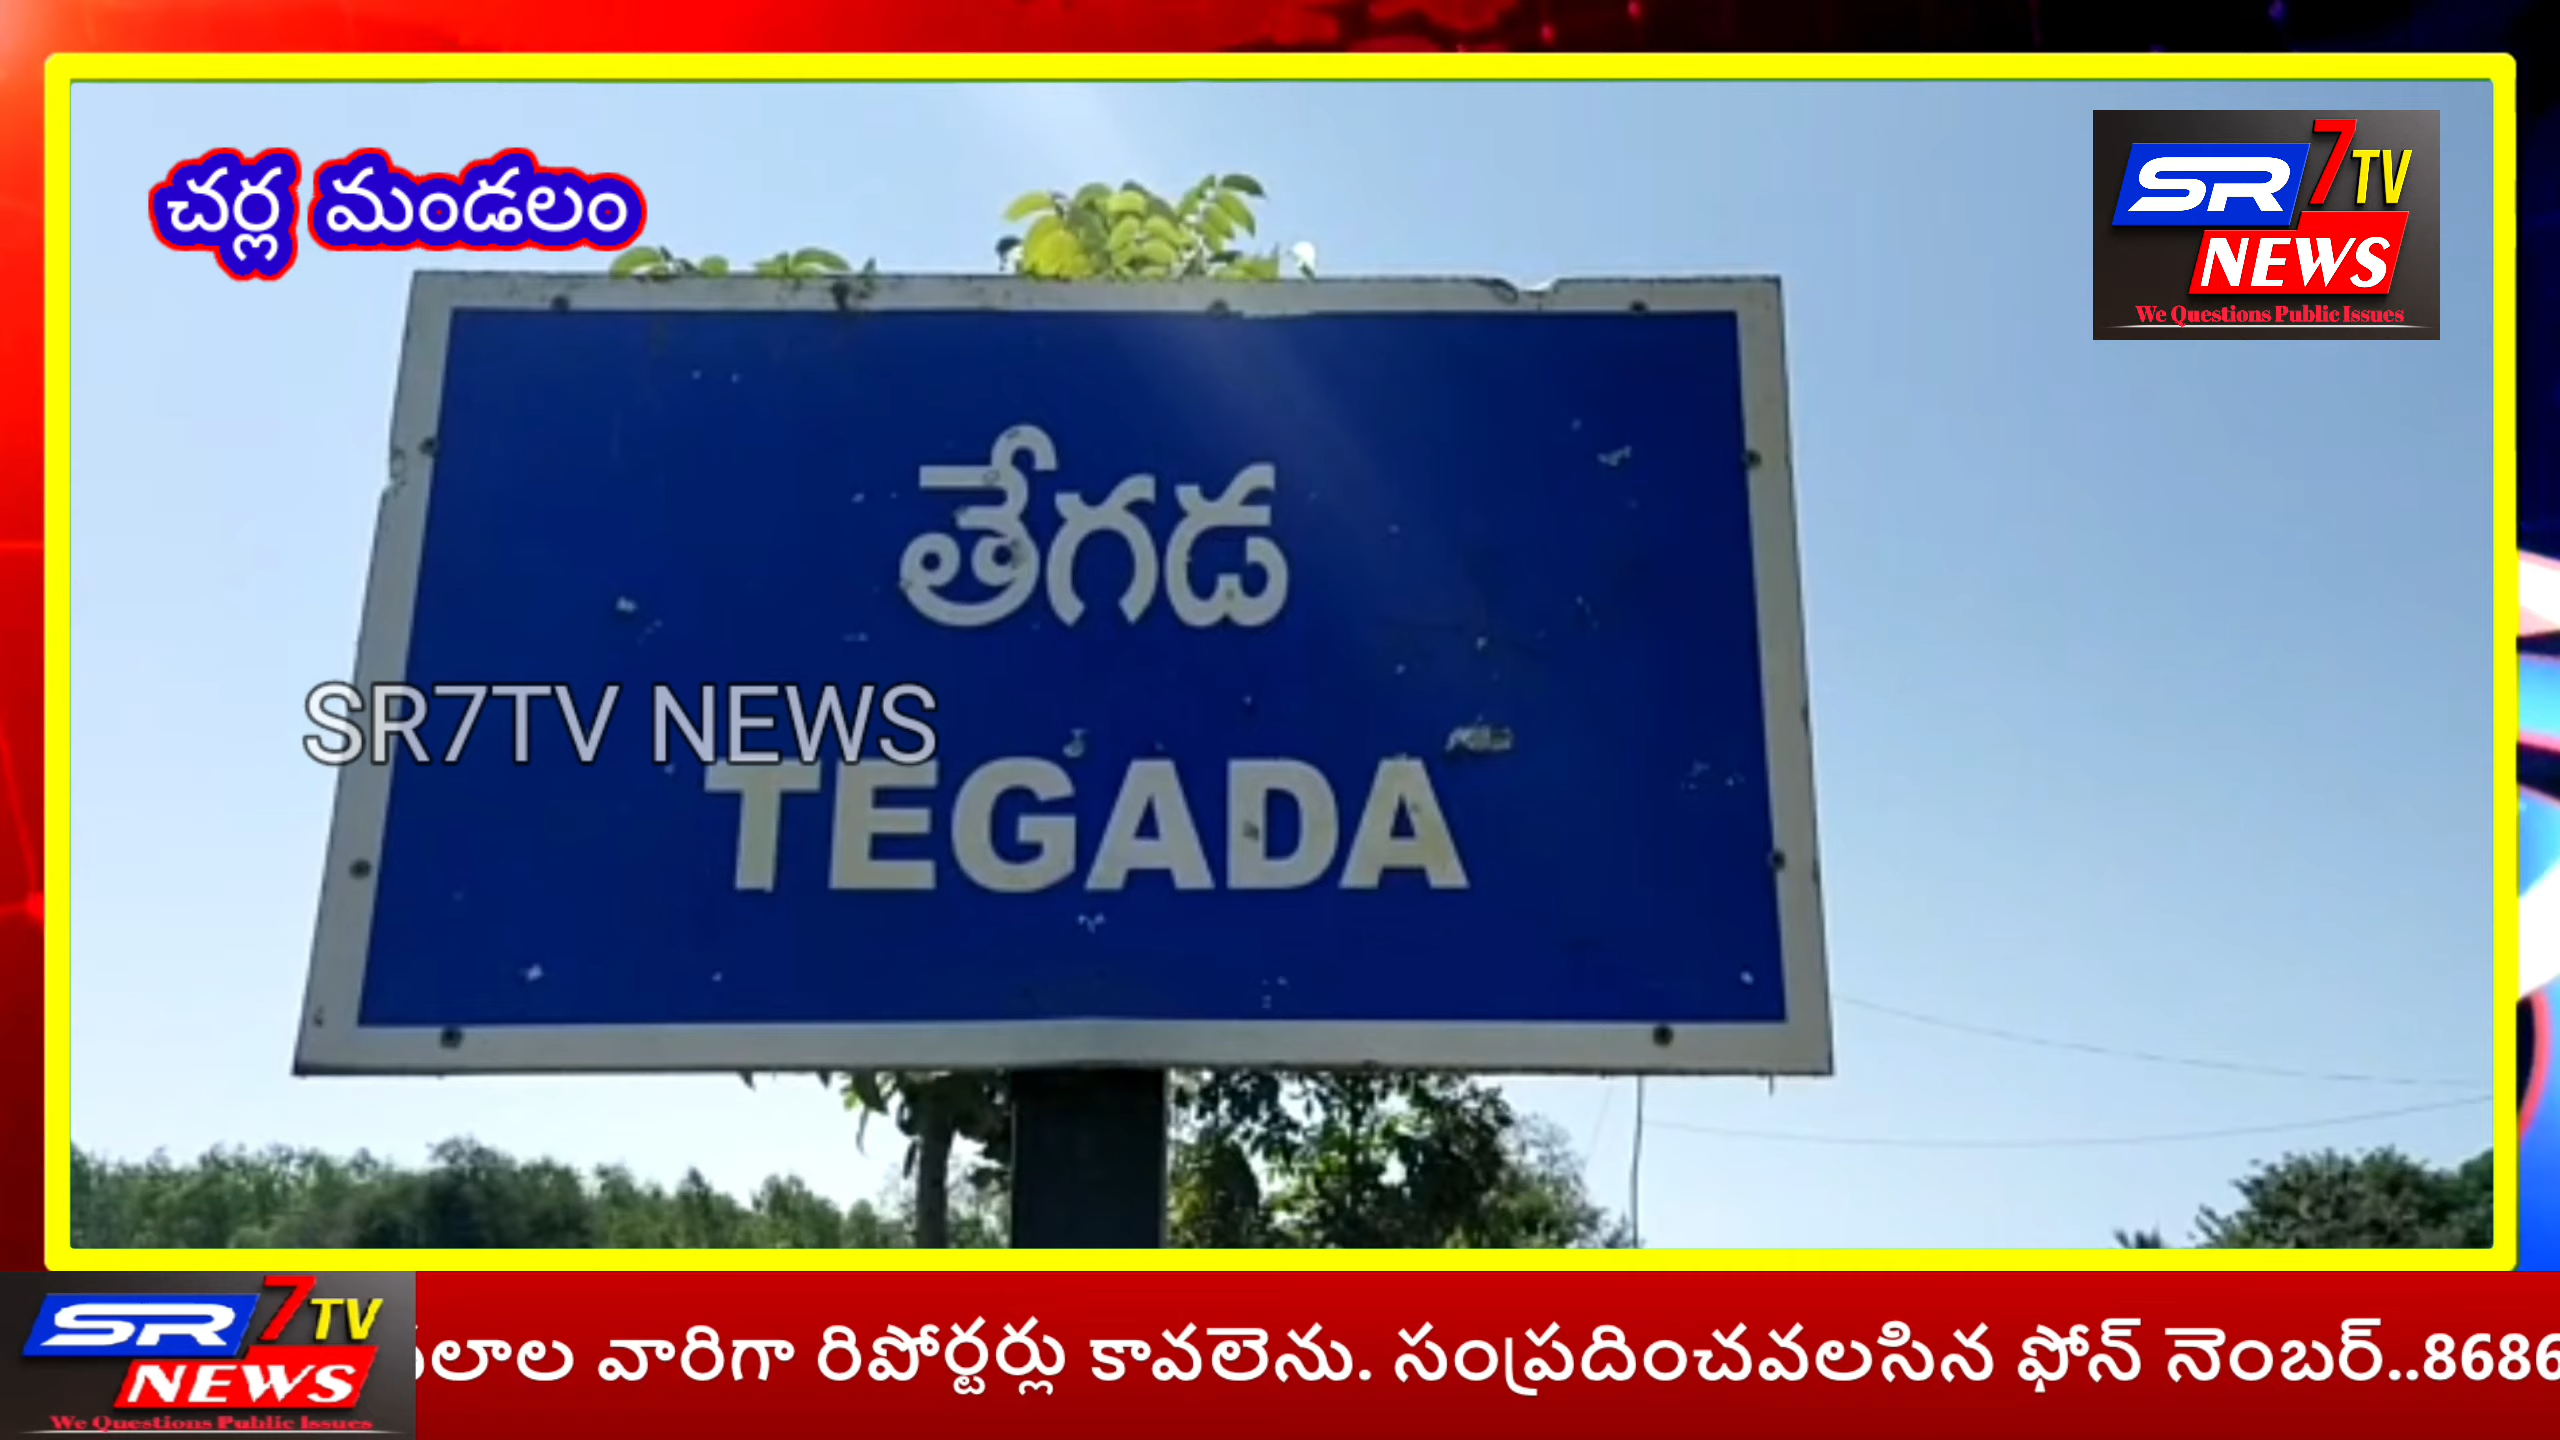 చర్ల మండలం
SR 7 TV
NEWS
We Questions Public Issues
తేగడ
SR7TV NEWS
TEGADA
SR 7 TV
NEWS
We Questions Public Issues
వారిగా రిపోర్టర్లు కావలెను. సంప్రదించవలసిన ఫోన్ నెంబర్..8686